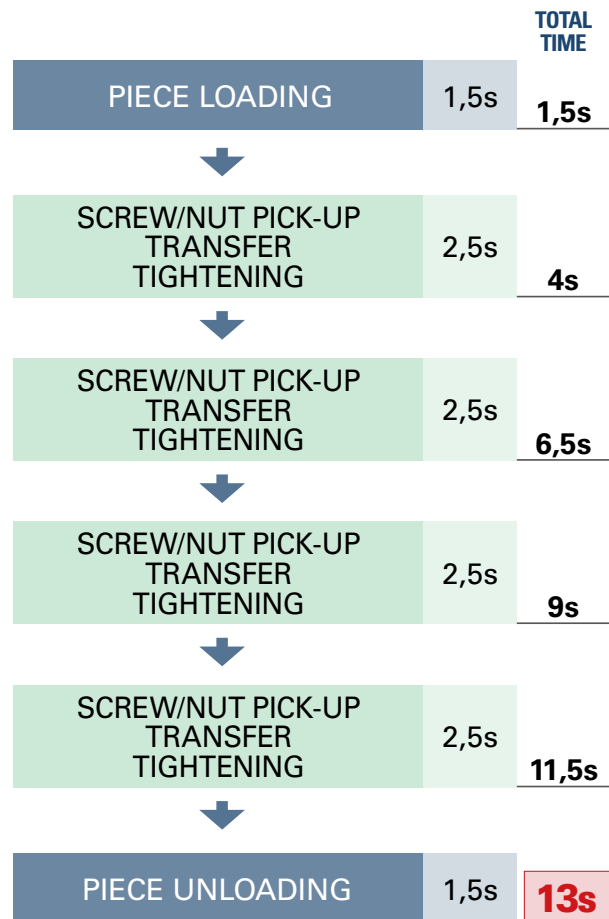 TOTAL
TIME
PIECE LOADING 1,5s 1,5s
SCREW/NUT PICK-UP
TRANSFER 2,5s
TIGHTENING 4s
SCREW/NUT PICK-UP
TRANSFER 2,5s
TIGHTENING 6,5s
SCREW/NUT PICK-UP
TRANSFER 2,5s
TIGHTENING 9s
SCREW/NUT PICK-UP
TRANSFER 2,5s
TIGHTENING 11,5s
PIECE UNLOADING 1,5s 13s